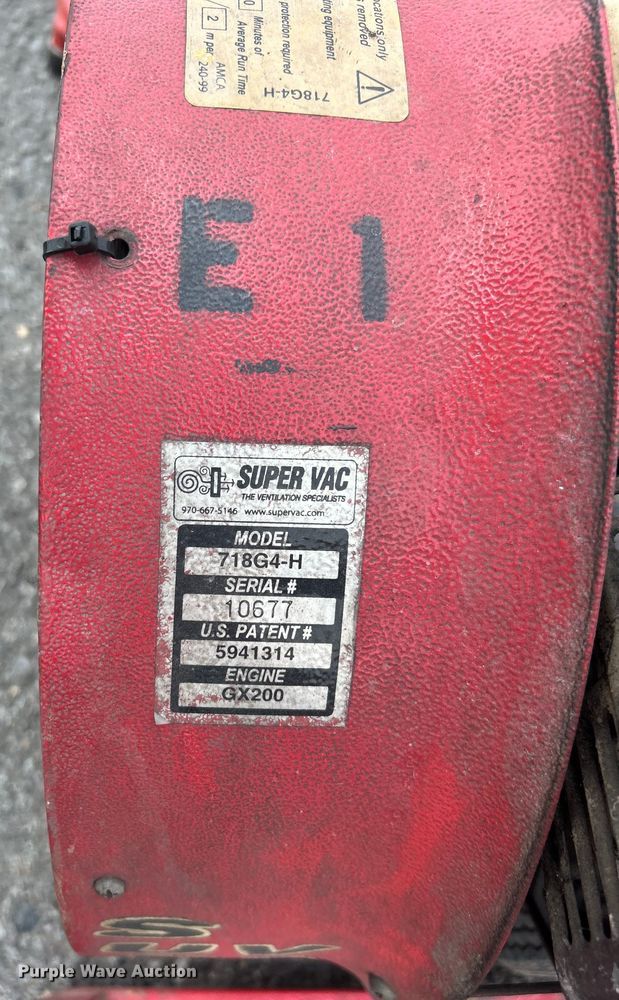 ocations only
s removed
ding equipment
protection required
718G4-H
0 Minutes of
Average Run Time
2 m per AMCA
240-99
E 1
SUPER VAC
THE VENTILATION SPECIALISTS
970-667-5146 www.supervac.com
MODEL
718G4-H
SERIAL #
10677
U.S. PATENT #
5941314
ENGINE
GX200
Purple Wave Auction